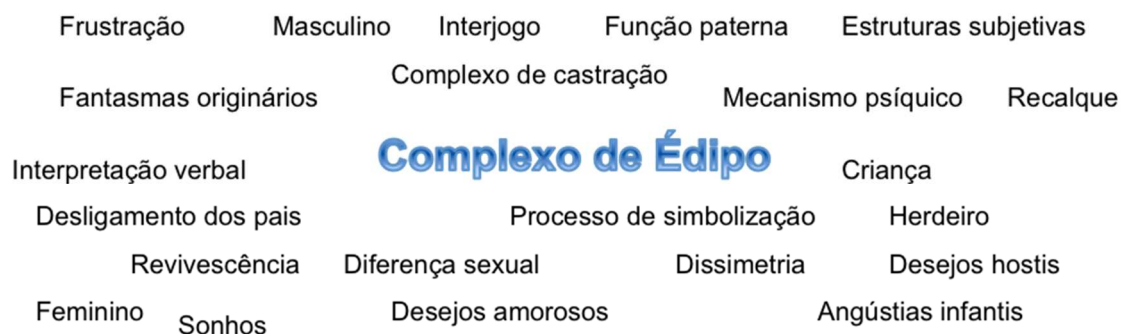 Frustração Masculino Interjogo Função paterna Estruturas subjetivas
Complexo de castração
Fantasmas originários Mecanismo psíquico Recalque
Complexo de Édipo
Interpretação verbal Criança
Desligamento dos pais Processo de simbolização Herdeiro
Revivescência Diferença sexual Dissimetria Desejos hostis
Feminino Sonhos Desejos amorosos Angústias infantis